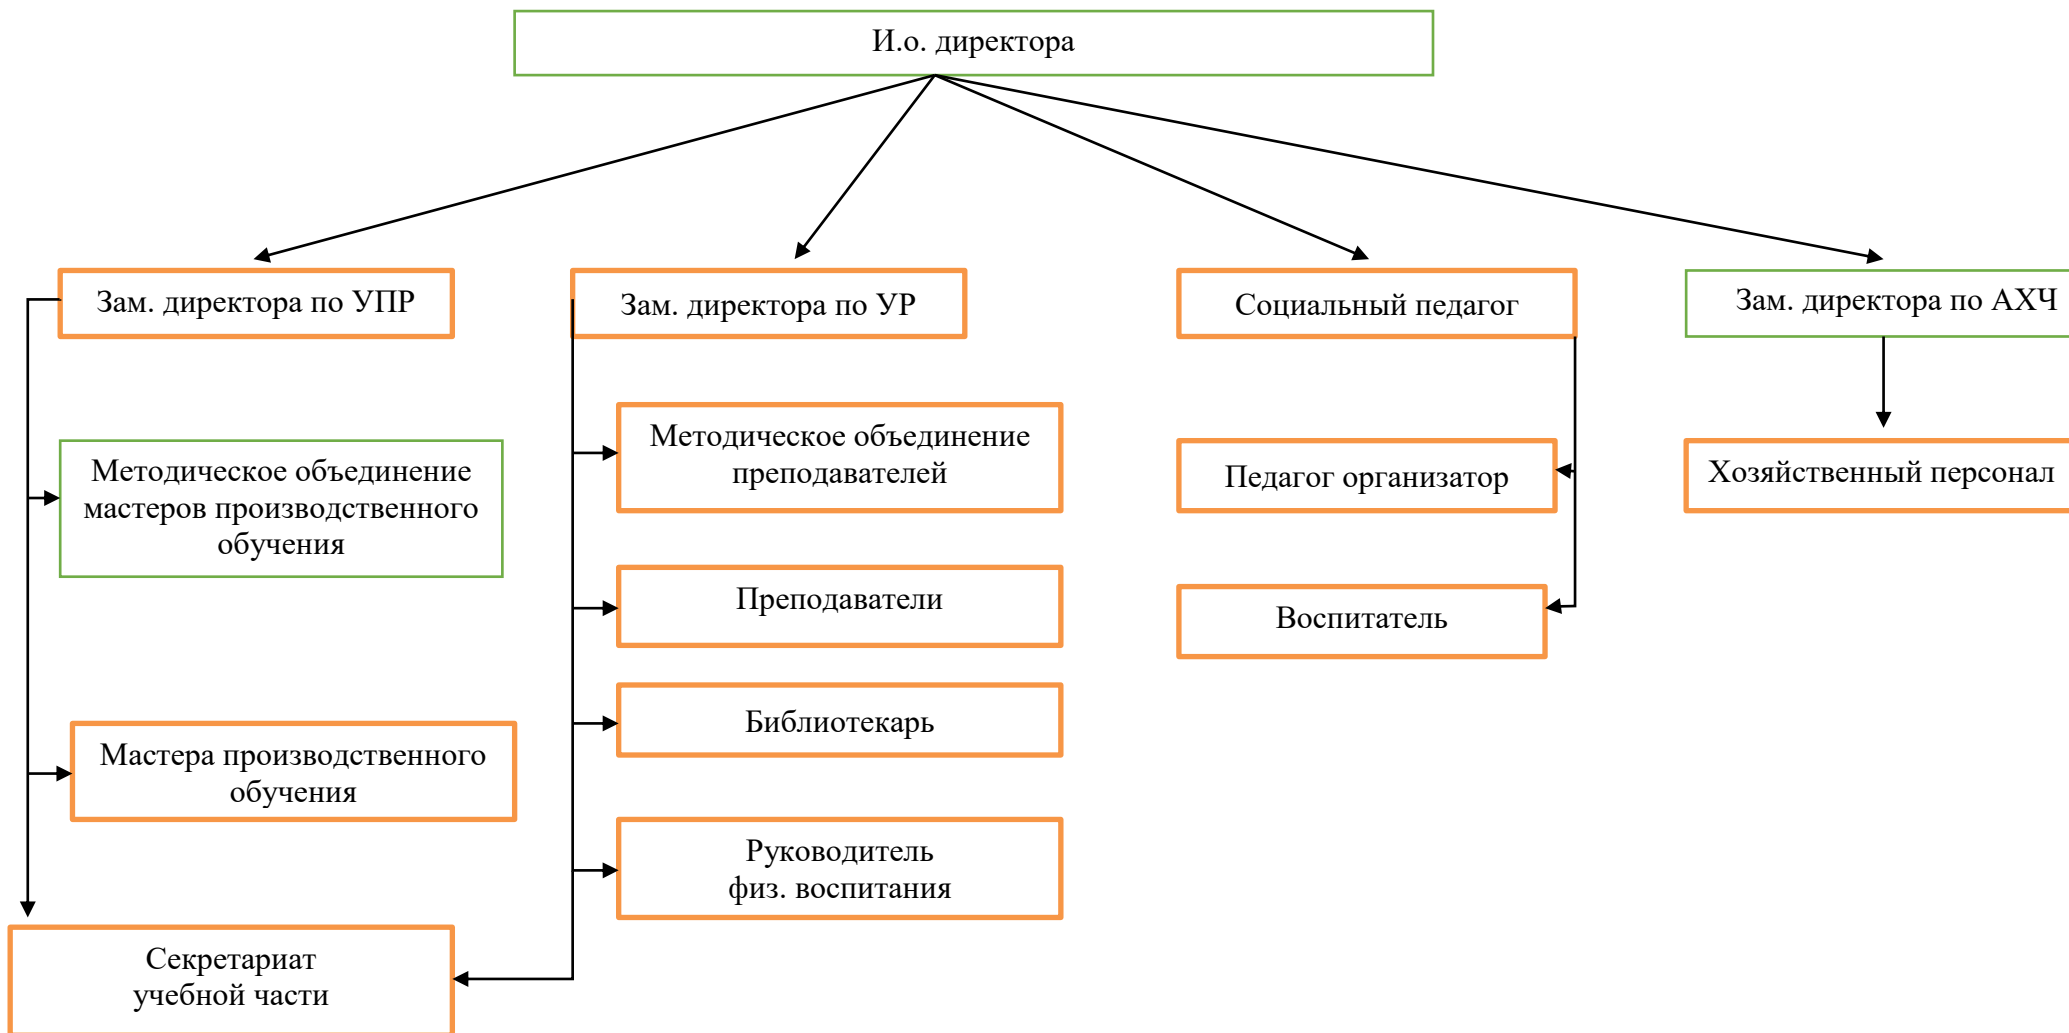 И.о. директора
Зам. директора по УПР
Зам. директора по УР
Социальный педагог
Зам. директора по АХЧ
Методическое объединение
мастеров производственного
обучения
Методическое объединение
преподавателей
Педагог организатор
Хозяйственный персонал
Преподаватели
Воспитатель
Библиотекарь
Мастера производственного
обучения
Руководитель
физ. воспитания
Секретариат
учебной части